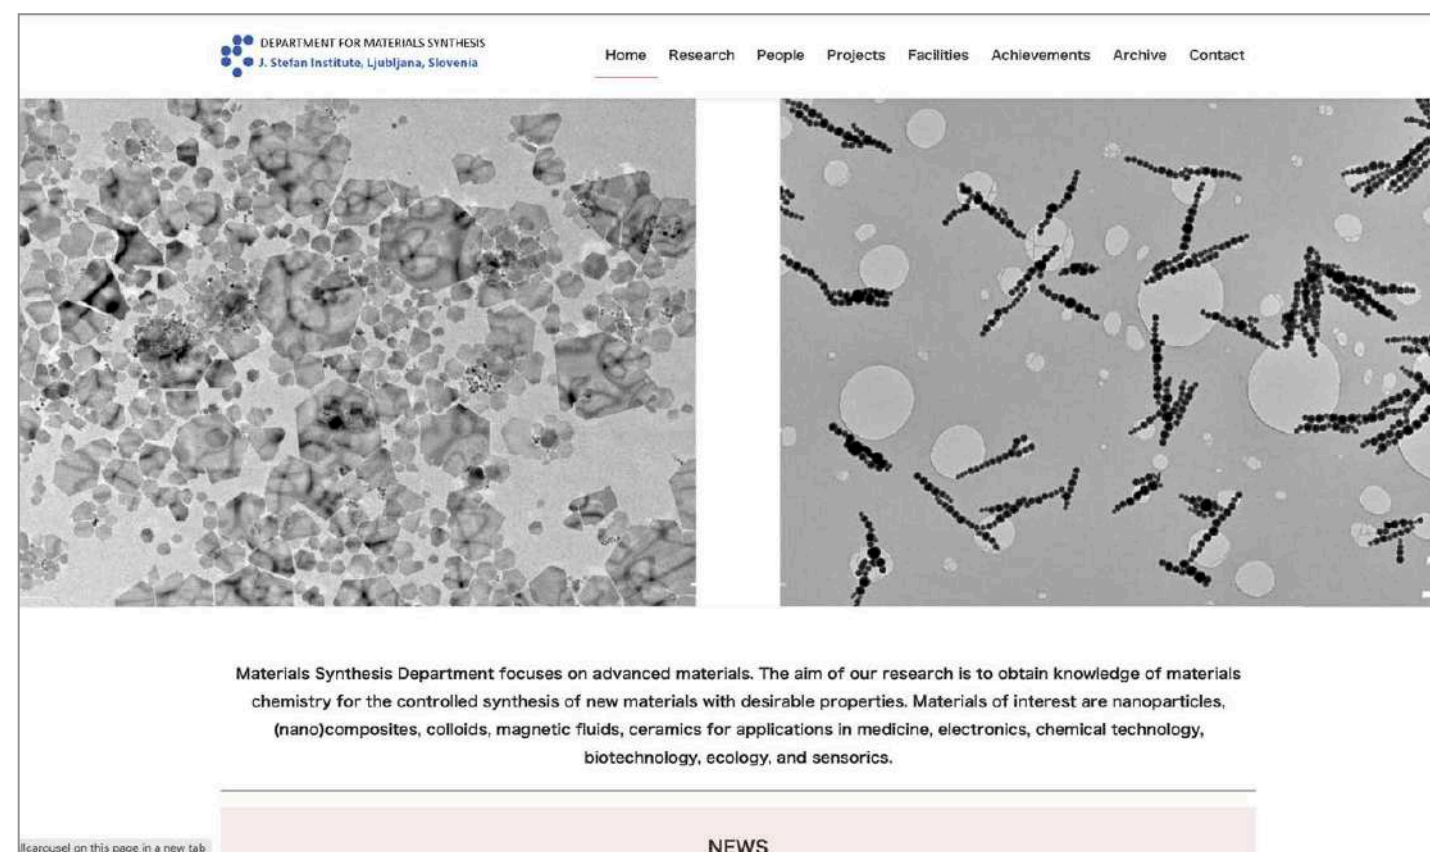 DEPARTMENT FOR MATERIALS SYNTHESIS
J. Stefan Institute, Ljubljana, Slovenia
Home Research People Projects Facilities Achievements Archive Contact
Materials Synthesis Department focuses on advanced materials. The aim of our research is to obtain knowledge of materials
chemistry for the controlled synthesis of new materials with desirable properties. Materials of interest are nanoparticles,
(nano)composites, colloids, magnetic fluids, ceramics for applications in medicine, electronics, chemical technology,
biotechnology, ecology, and sensorics.
NEWS
llcarousel on this page in a new tab